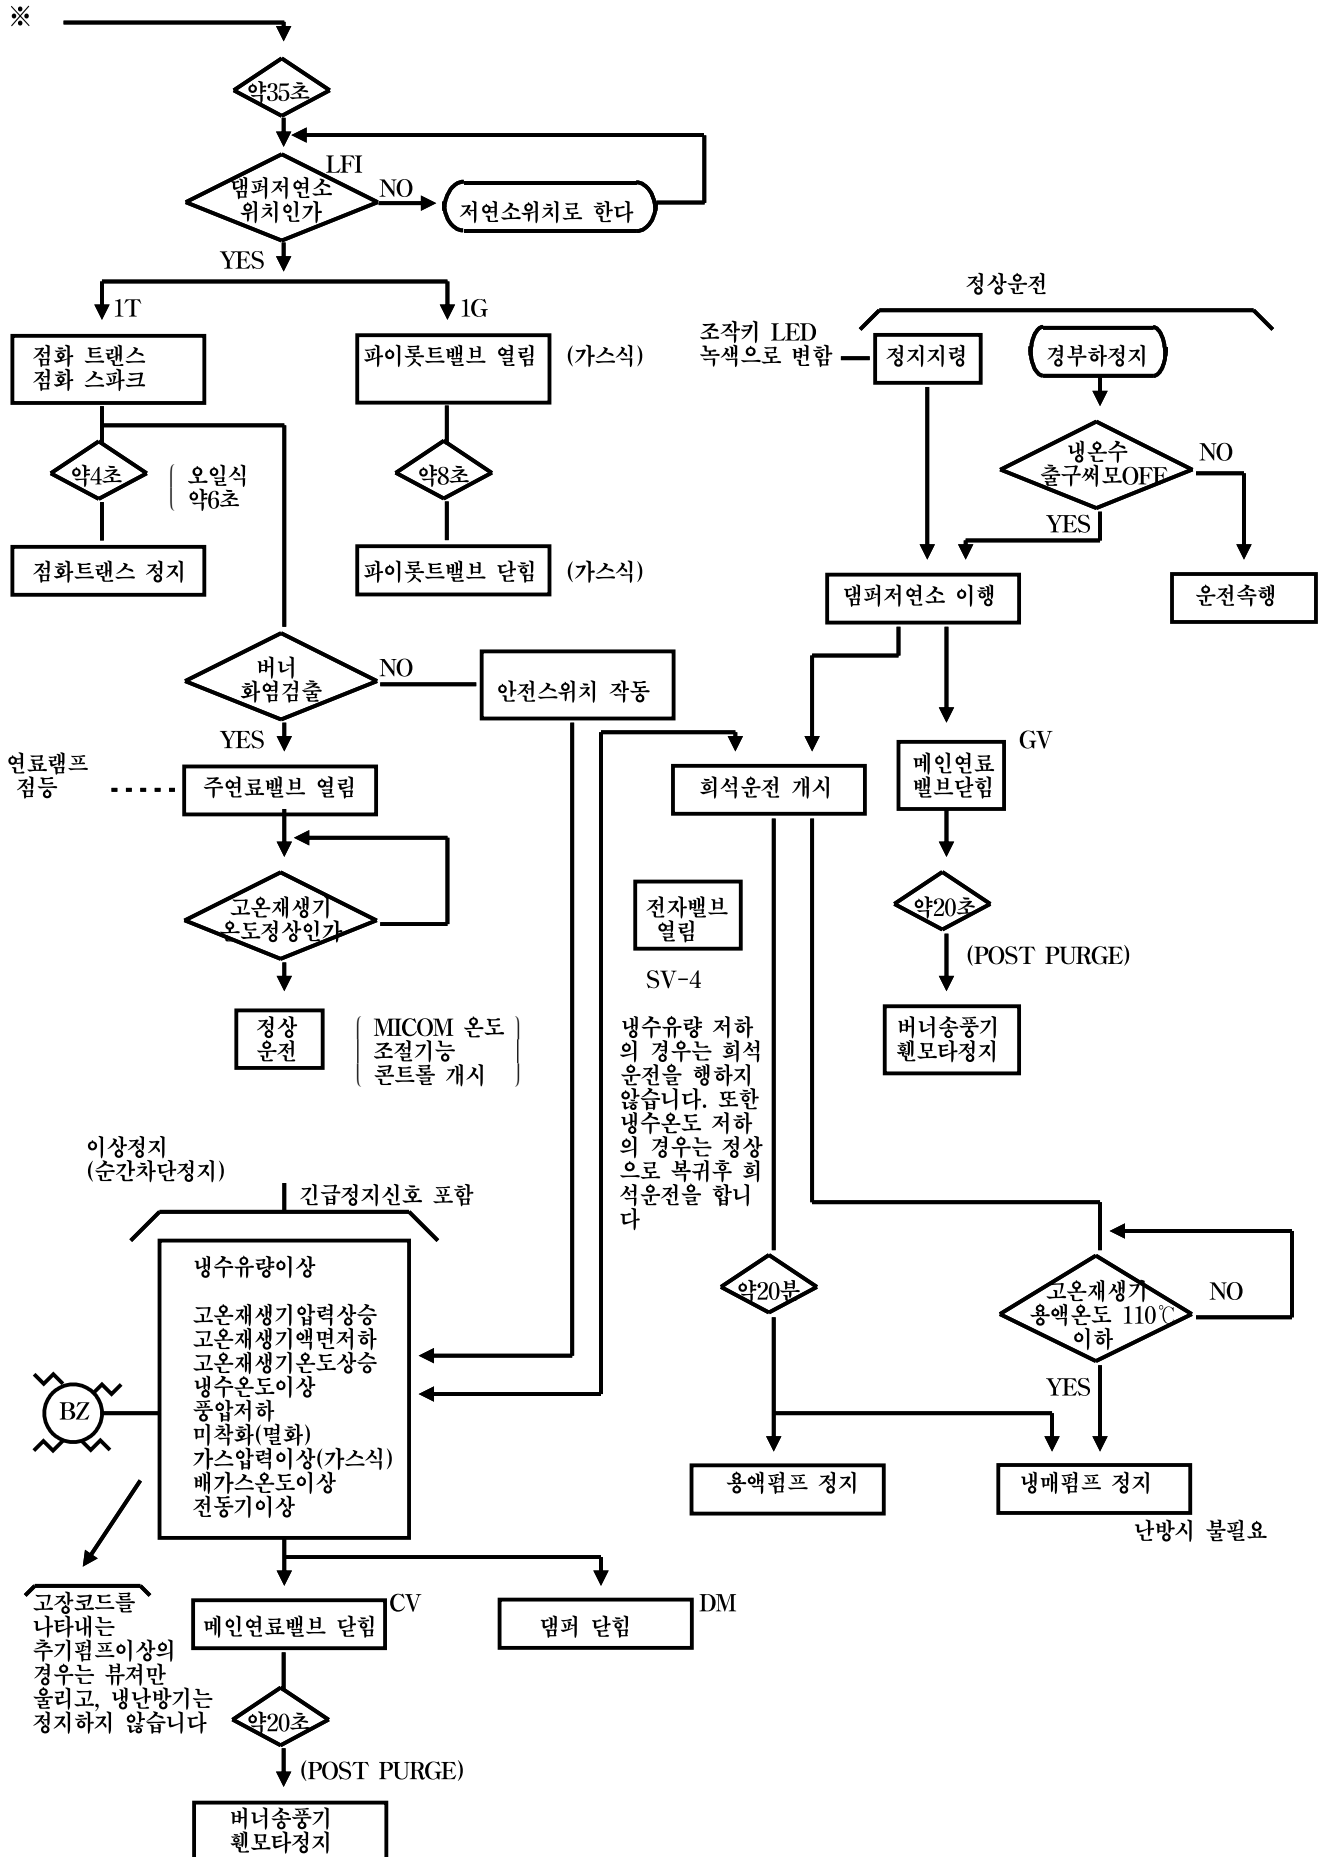 ※
약35초
LFI
댐퍼저연소
위치인가
NO
저연소위치로 한다
YES
1T
1G
점화 트랜스
점화 스파크
파이롯트밸브 열림
(가스식)
약4초
오일식
약6초
약8초
점화트랜스 정지
파이롯트밸브 닫힘
(가스식)
버너
화염검출
NO
안전스위치 작동
YES
연료램프
점등
주연료밸브 열림
고온재생기
온도정상인가
정상
운전
MICOM 온도
조절기능
콘트롤 개시
정상운전
조작키 LED
녹색으로 변함
정지지령
경부하정지
냉온수
출구써모OFF
NO
YES
댐퍼저연소 이행
운전속행
희석운전 개시
GV
메인연료
밸브닫힘
전자밸브
열림
SV-4
약20초
(POST PURGE)
버너송풍기
휀모타정지
냉수유량 저하
의 경우는 희석
운전을 행하지
않습니다. 또한
냉수온도 저하
의 경우는 정상
으로 복귀후 희
석운전을 합니
다
약20분
고온재생기
용액온도 110℃
이하
NO
YES
용액펌프 정지
냉매펌프 정지
난방시 불필요
이상정지
(순간차단정지)
긴급정지신호 포함
냉수유량이상
고온재생기압력상승
고온재생기액면저하
고온재생기온도상승
냉수온도이상
풍압저하
미착화(멸화)
가스압력이상(가스식)
배가스온도이상
전동기이상
BZ
고장코드를
나타내는
추기펌프이상의
경우는 뷰져만
울리고, 냉난방기는
정지하지 않습니다
메인연료밸브 닫힘
CV
댐퍼 닫힘
DM
약20초
(POST PURGE)
버너송풍기
휀모타정지